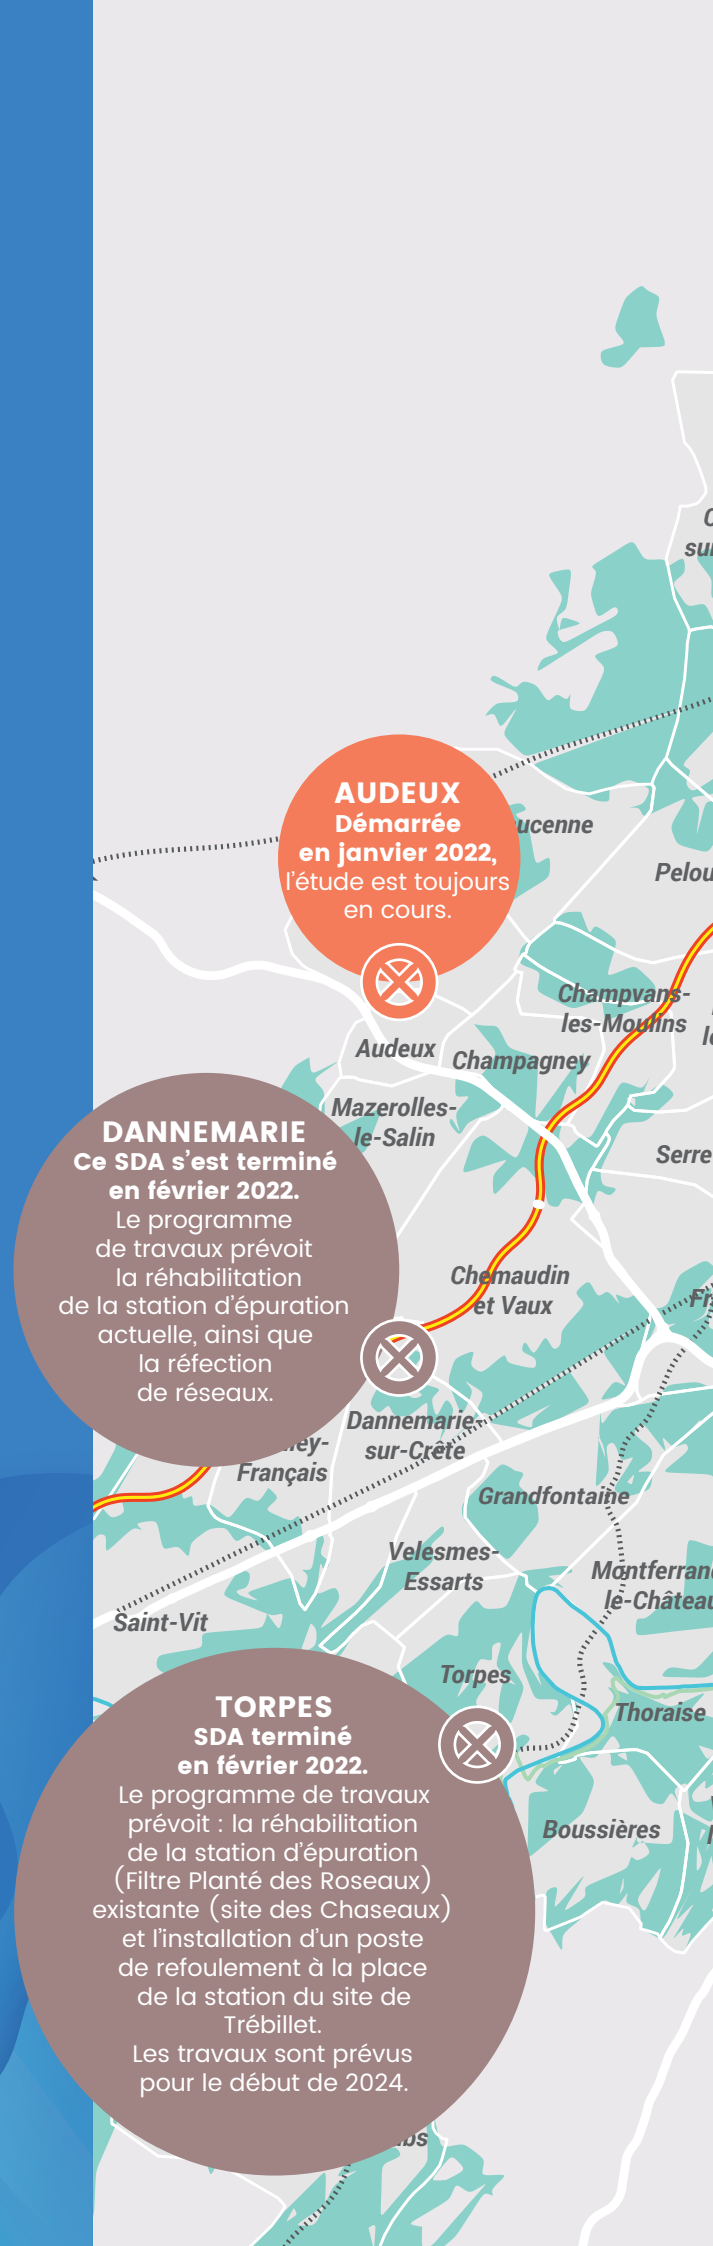 AUDEUX
Démarrée
en janvier 2022,
l'étude est toujours
en cours.
Champvans-
les-Moulins
Audeux
Champagney
Mazerolles-
le-Salin
DANNEMARIE
Ce SDA s'est terminé
en février 2022.
Le programme
de travaux prévoit
la réhabilitation
de la station d'épuration
actuelle, ainsi que
la réfection
de réseaux.
Serre
Chemaudin
et Vaux
Dannemarie-
sur-Crête
Français
Grandfontaine
Velesmes-
Essarts
Saint-Vit
Torpes
Thoraise
Boussières
TORPES
SDA terminé
en février 2022.
Le programme de travaux
prévoit : la réhabilitation
de la station d'épuration
(Filtre Planté des Roseaux)
existante (site des Chaseaux)
et l'installation d'un poste
de refoulement à la place
de la station du site de
Trébillet.
Les travaux sont prévus
pour le début de 2024.